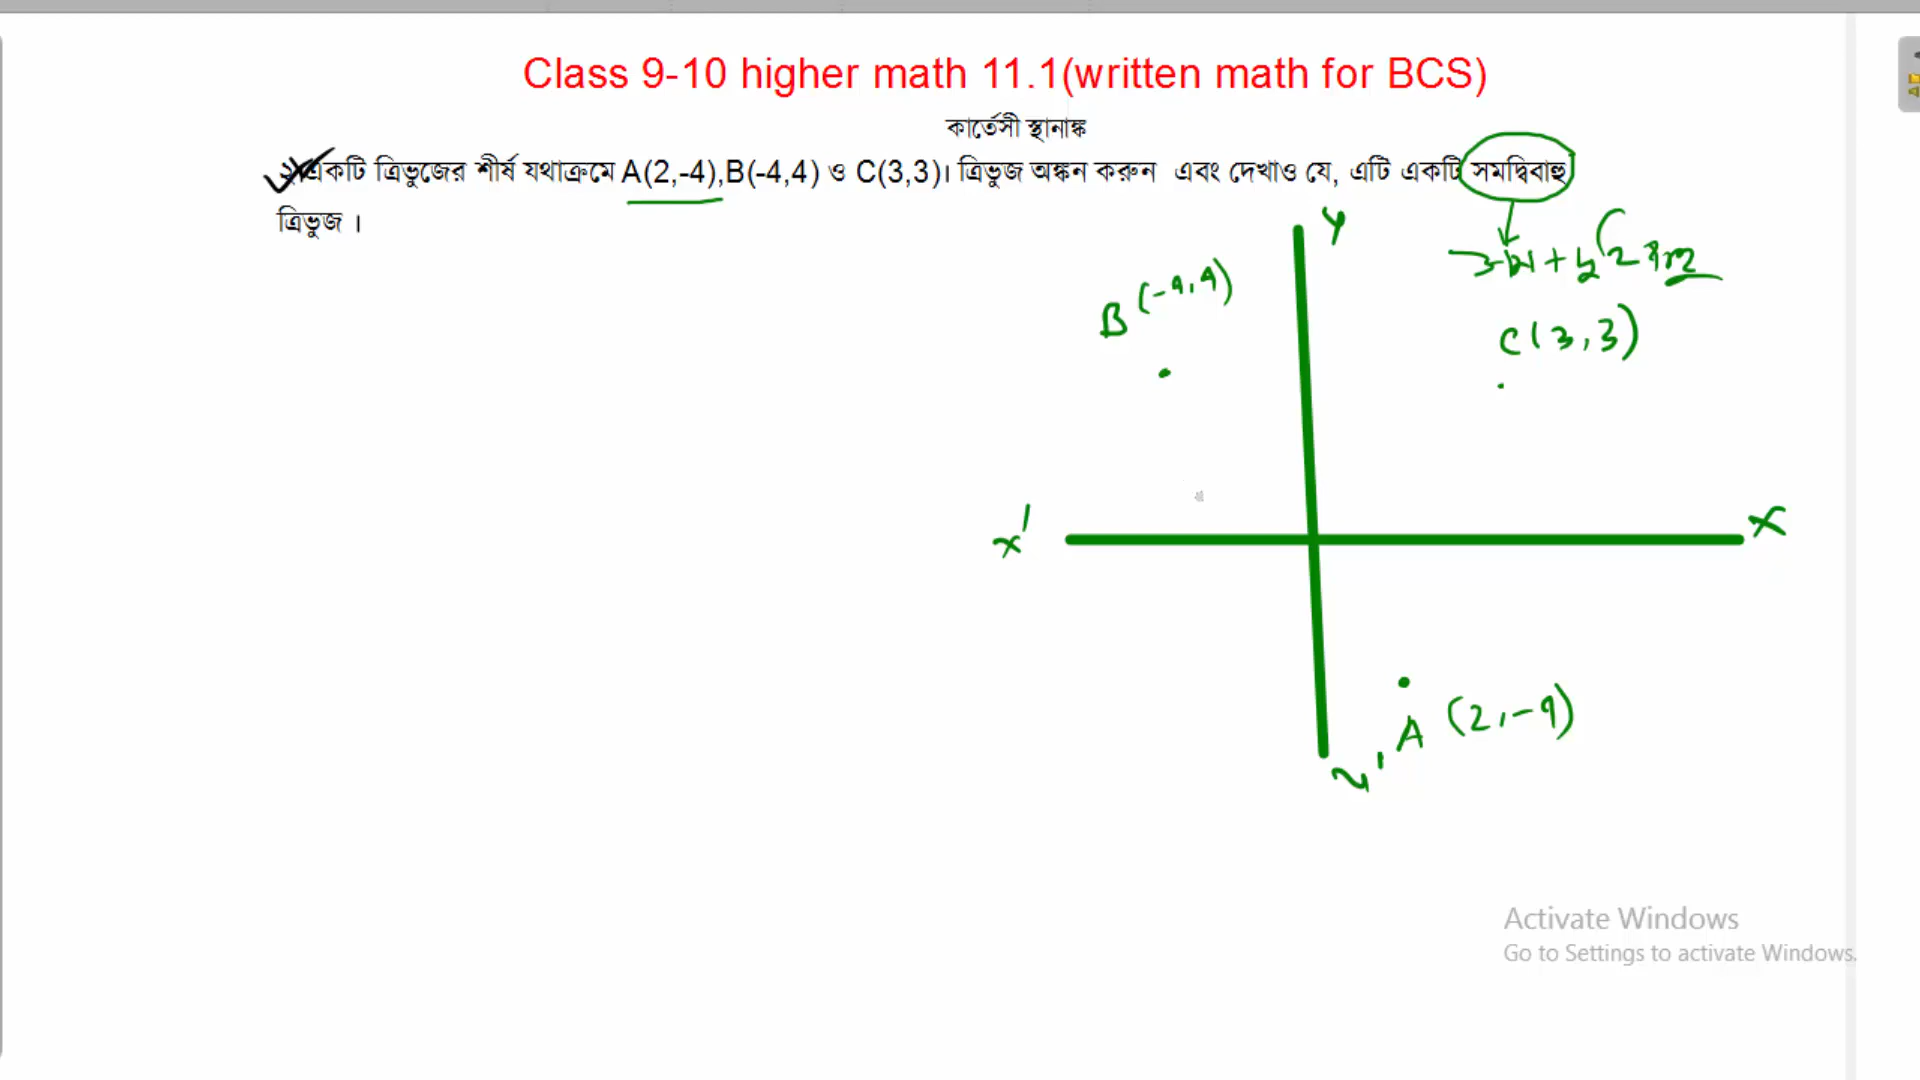 Class 9-10 higher math 11.1(written math for BCS)
কার্তেসী স্থানাঙ্ক
২।একটি ত্রিভুজের শীর্ষ যথাক্রমে A(2,-4),B(-4,4) ও C(3,3)। ত্রিভুজ অঙ্কন করুন এবং দেখাও যে, এটি একটি সমদ্বিবাহু
ত্রিভুজ ।
Y
B (-4,4)
C(3,3)
x'
X
A (2,-4)
Y'
Activate Windows
Go to Settings to activate Windows.